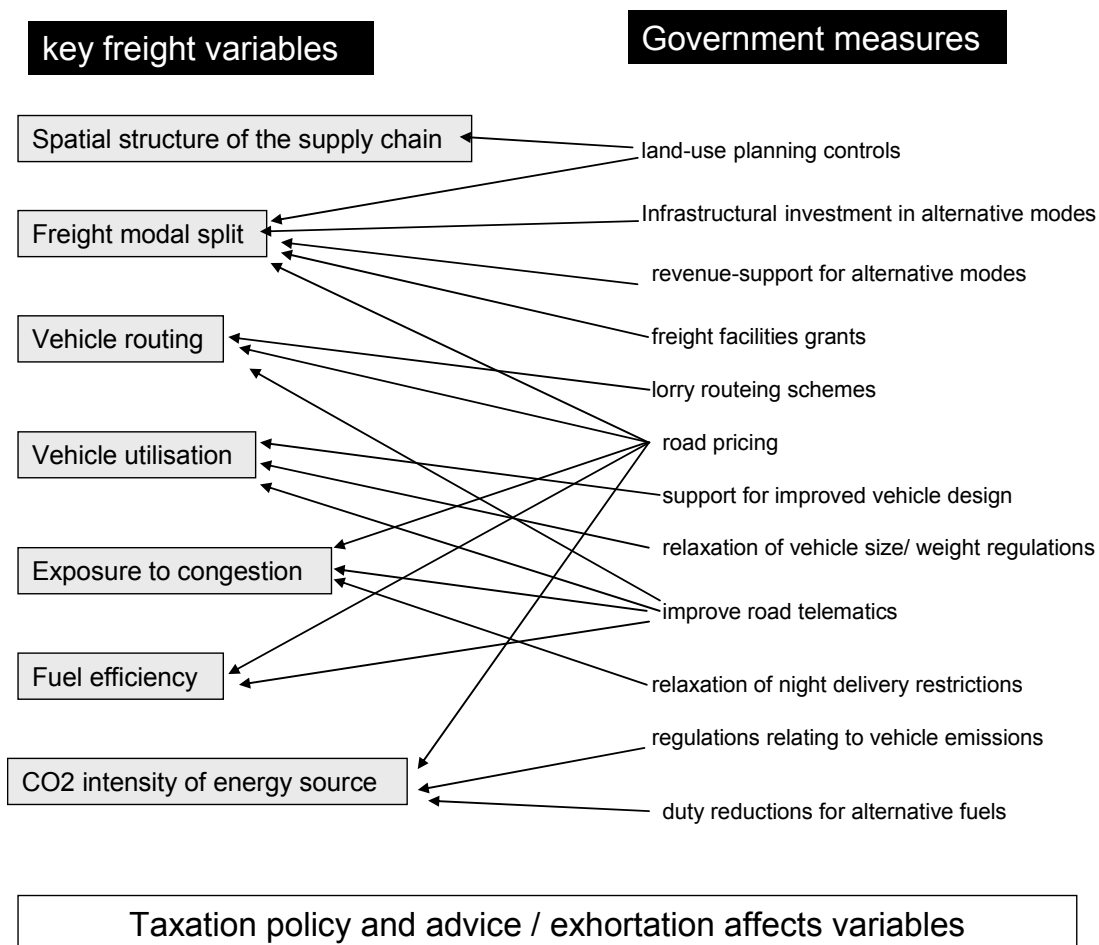 key freight variables
Government measures
Spatial structure of the supply chain
land-use planning controls
Freight modal split
Infrastructural investment in alternative modes
revenue-support for alternative modes
Vehicle routing
freight facilities grants
lorry routeing schemes
Vehicle utilisation
road pricing
support for improved vehicle design
relaxation of vehicle size/ weight regulations
Exposure to congestion
improve road telematics
Fuel efficiency
relaxation of night delivery restrictions
regulations relating to vehicle emissions
CO2 intensity of energy source
duty reductions for alternative fuels
Taxation policy and advice / exhortation affects variables